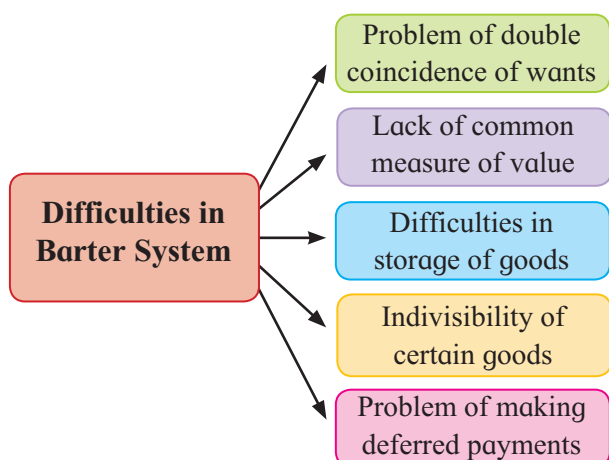 Problem of double
coincidence of wants
Lack of common
measure of value
Difficulties in
Barter System
Difficulties in
storage of goods
Indivisibility of
certain goods
Problem of making
deferred payments